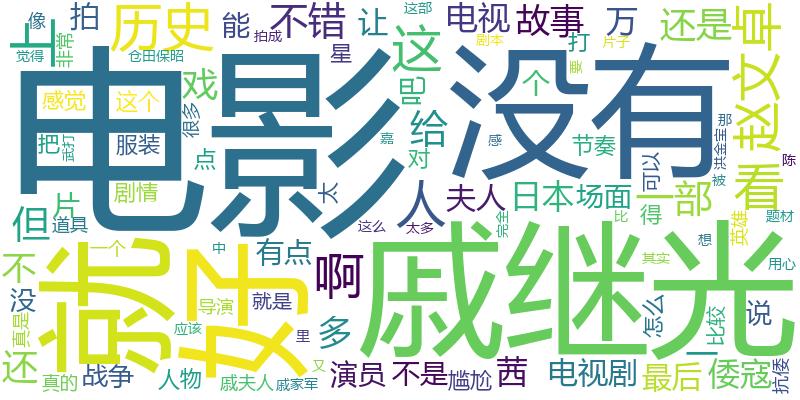 像
拍
历史
能
不错
让
电视
故事
万
这部
觉得
上
非常
仓田保昭
拍成
星
这
剧本
片子
还是
打
要
卓
电影
没有
赵文
戏
吧
个
感觉
这个
很多
给
嘉
感
节奏
那
洪金宝
被
陈
把
武打
服装
点
对
可以
看
片
剧情
太
人
夫人
日本
场面
一部
得
比
英雄
题材
但
道具
这么
太多
完全
戚继光
就
好
一个
中
有点
啊
其实
想
用心
不
没
真是
导演
就是
里
多
怎么
一
比较
说
应该
又
还
真的
战争
人物
戚夫人
戚家军
演员
不是
尴尬
茜
电视剧
最后
倭寇
抗倭